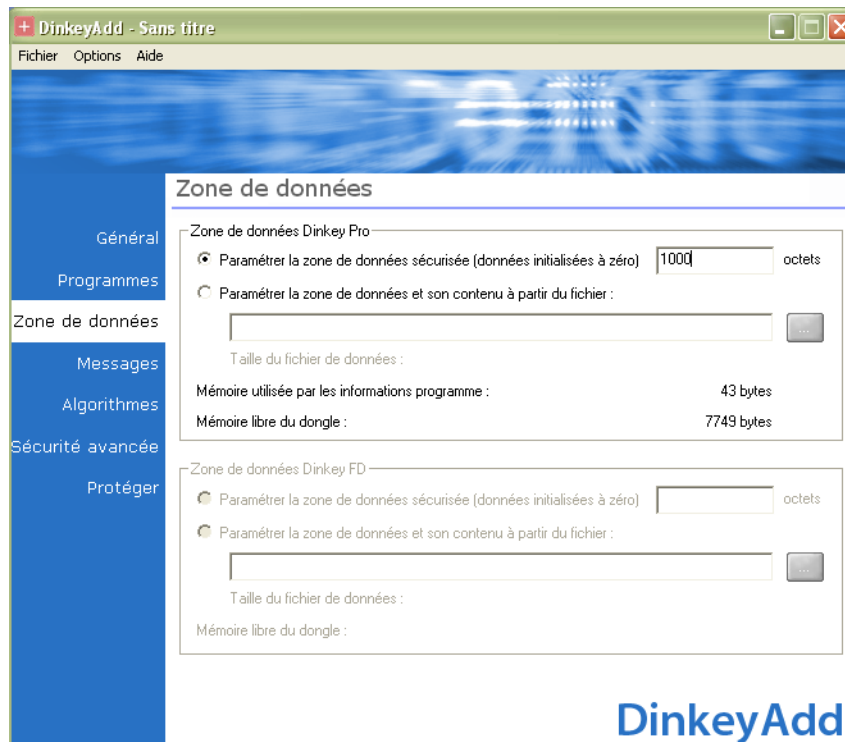 DinkeyAdd - Sans titre
Fichier Options Aide
Zone de données
Général
Programmes
Zone de données
Messages
Algorithmes
Sécurité avancée
Protéger
Zone de données Dinkey Pro
Paramétrer la zone de données sécurisée (données initialisées à zéro) 1000 octets
Paramétrer la zone de données et son contenu à partir du fichier :
...
Taille du fichier de données :
Mémoire utilisée par les informations programme : 43 bytes
Mémoire libre du dongle : 7749 bytes
Zone de données Dinkey FD
Paramétrer la zone de données sécurisée (données initialisées à zéro) octets
Paramétrer la zone de données et son contenu à partir du fichier :
...
Taille du fichier de données :
Mémoire libre du dongle :
DinkeyAdd